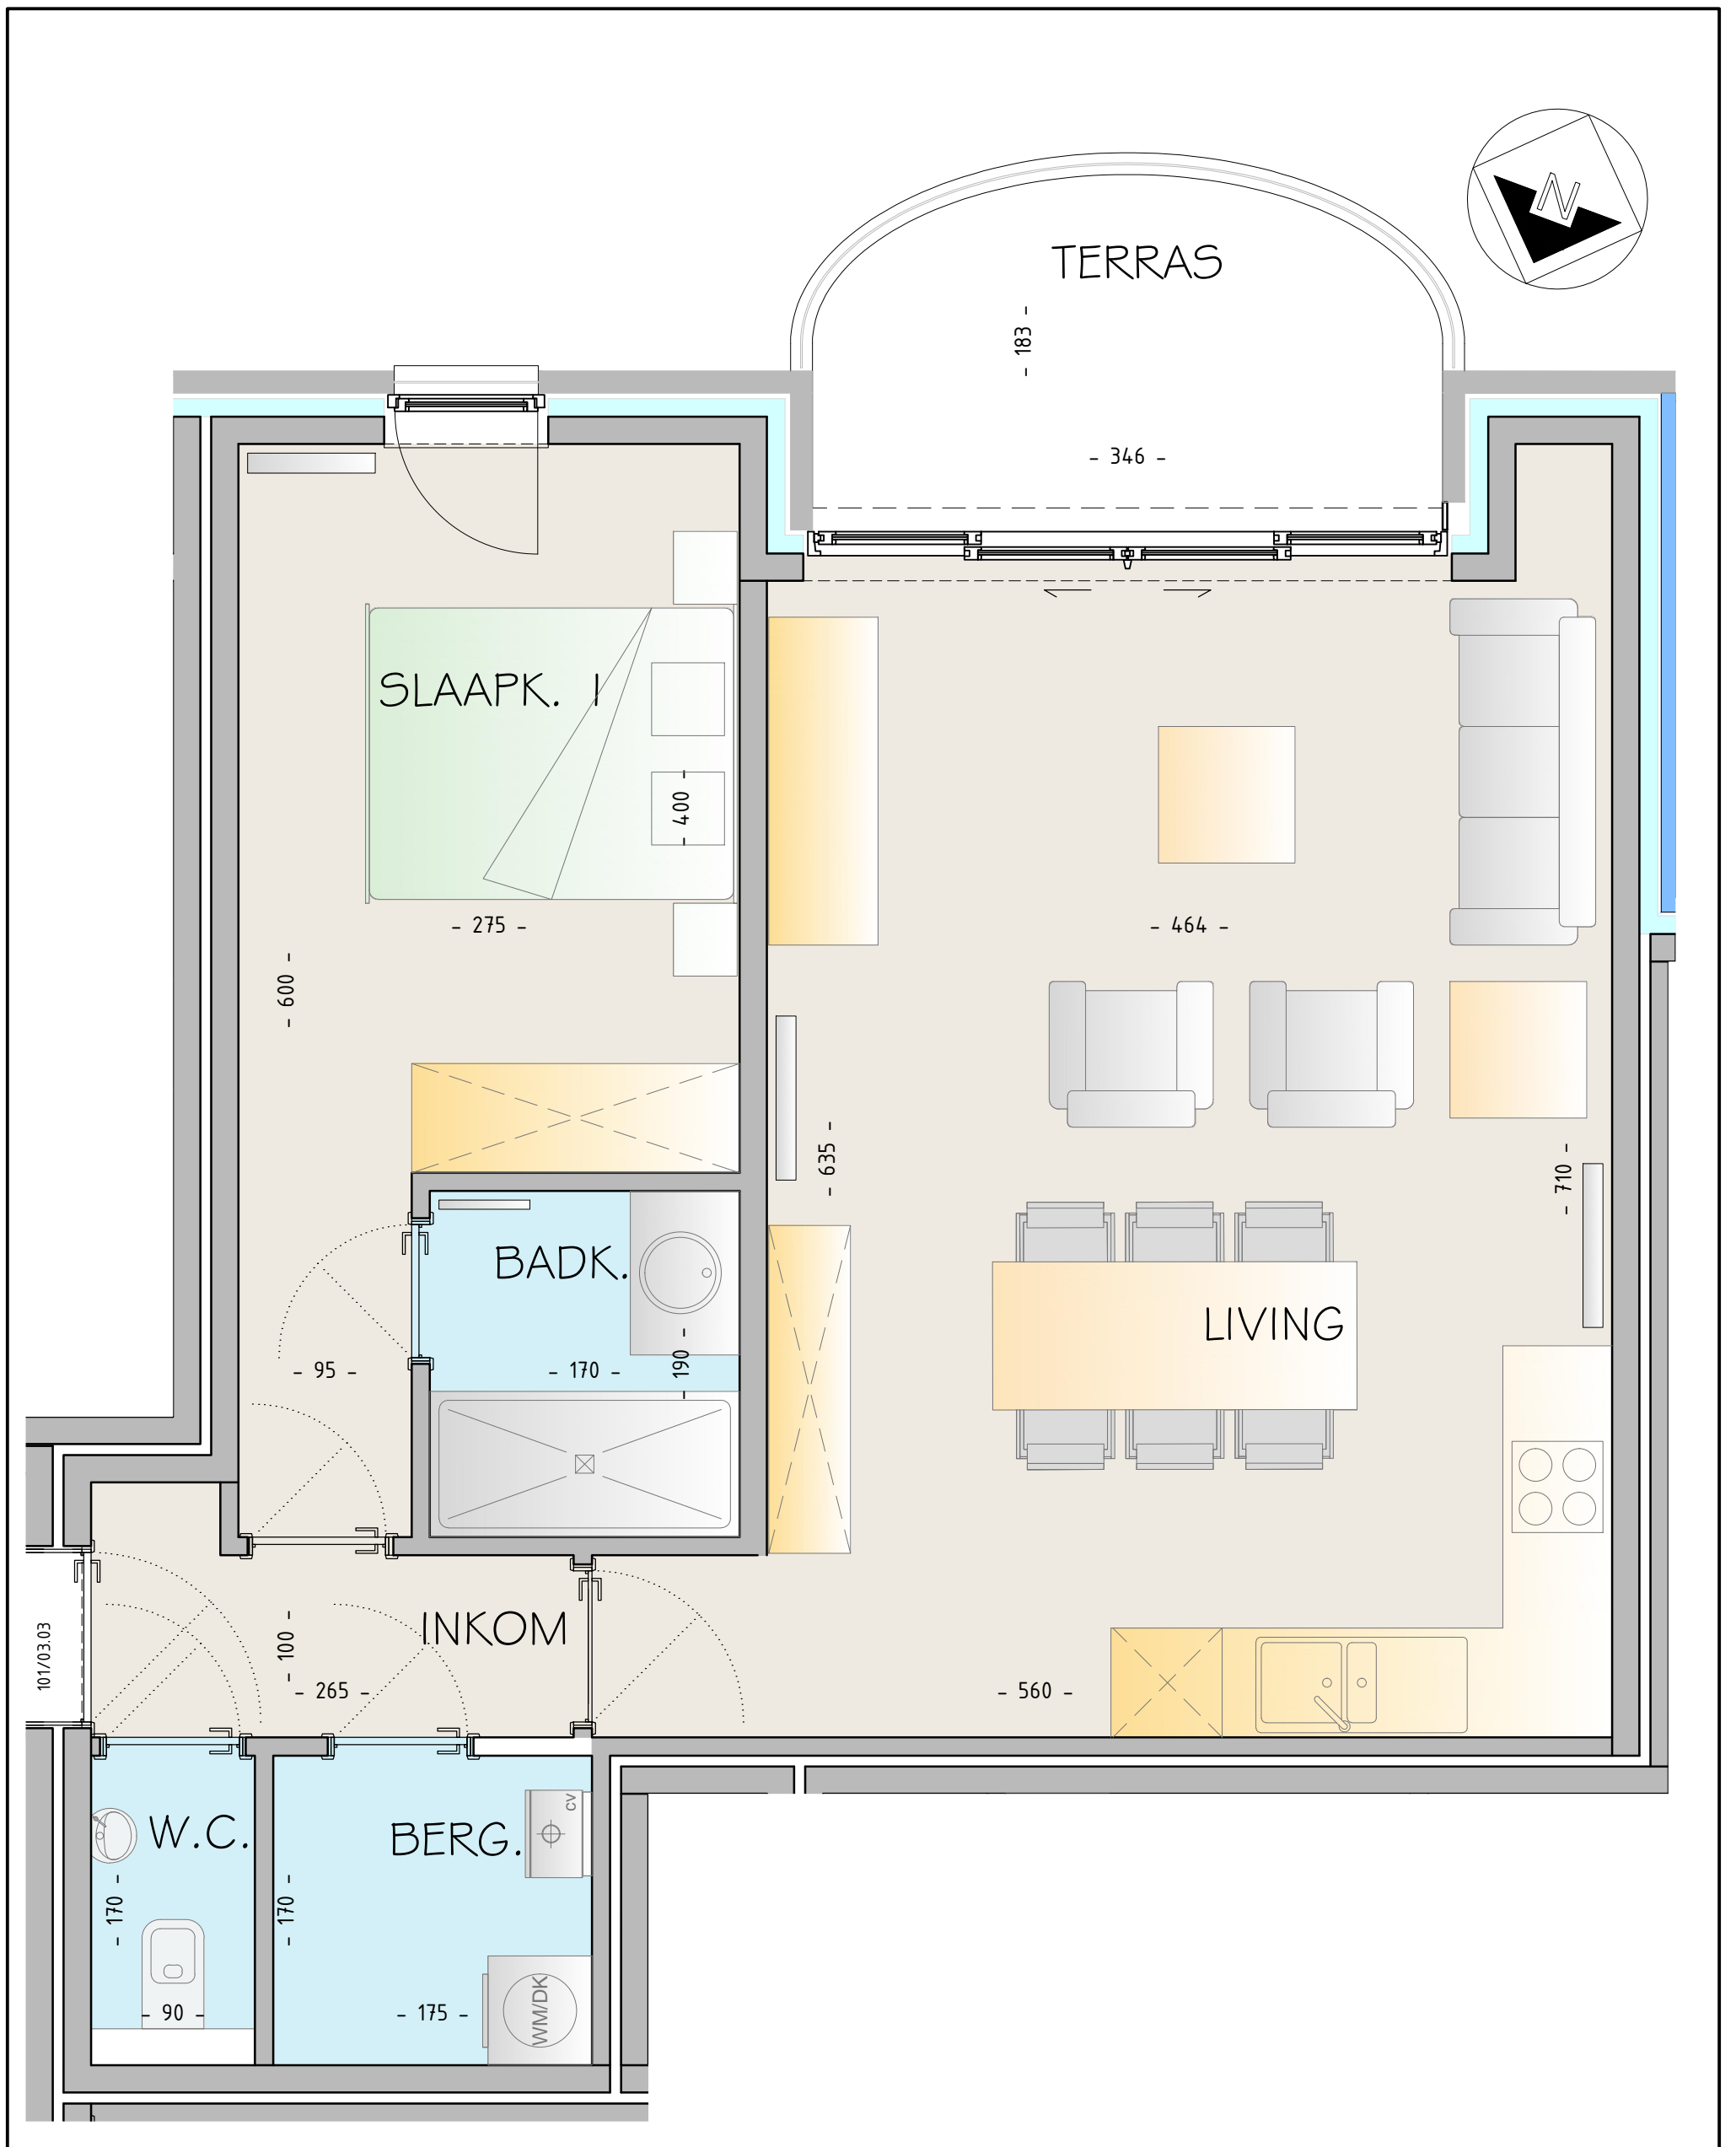 N
TERRAS
- 183 -
- 346 -
SLAAPK. 1
- 400 -
- 275 -
- 464 -
- 600 -
- 635 -
- 710 -
BADK.
LIVING
- 95 -
- 170 -
- 190 -
101/03.03
INKOM
- 100 -
- 265 -
- 560 -
CV
W.C.
BERG.
- 170 -
- 170 -
- 90 -
- 175 -
WM/DK